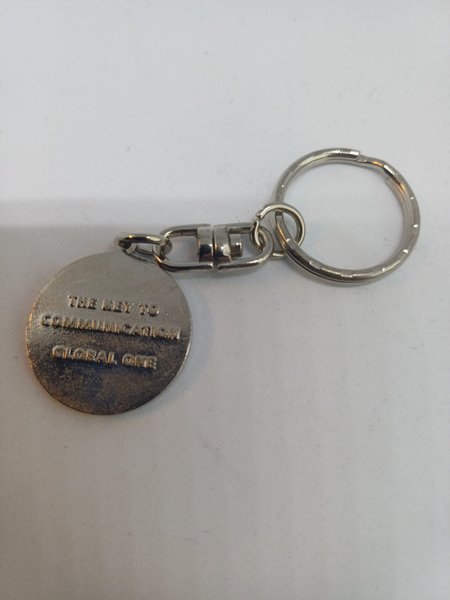 THE KEY TO
COMMUNICATION
GLOBAL ONE